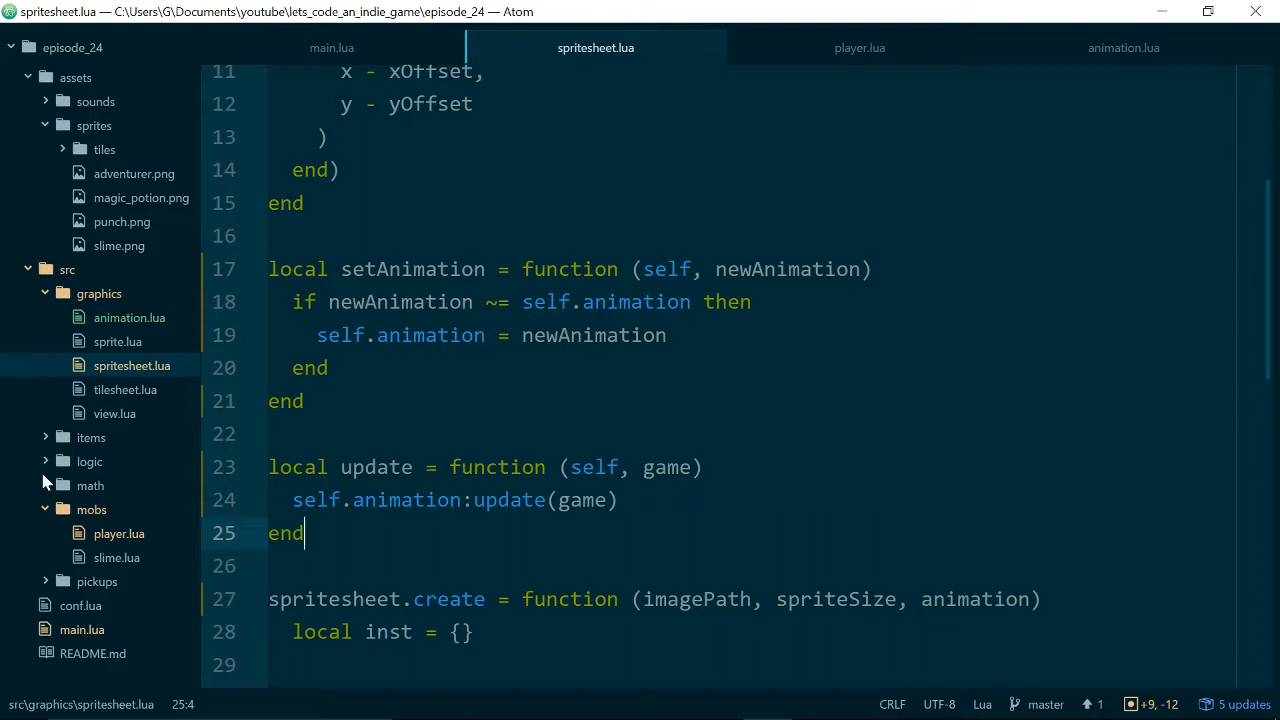 spritesheet.lua — C:\Users\G\Documents\youtube\lets_code_an_indie_game\episode_24 — Atom
episode_24
main.lua
spritesheet.lua
player.lua
animation.lua
assets
sounds
sprites
tiles
adventurer.png
magic_potion.png
punch.png
slime.png
src
graphics
animation.lua
sprite.lua
spritesheet.lua
tilesheet.lua
view.lua
items
logic
math
mobs
player.lua
slime.lua
pickups
conf.lua
main.lua
README.md
11 x - xOffset,
12 y - yOffset
13 )
14 end)
15 end
16
17 local setAnimation = function (self, newAnimation)
18 if newAnimation ~= self.animation then
19 self.animation = newAnimation
20 end
21 end
22
23 local update = function (self, game)
24 self.animation:update(game)
25 end
26
27 spritesheet.create = function (imagePath, spriteSize, animation)
28 local inst = {}
29
src\graphics\spritesheet.lua 25:4 CRLF UTF-8 Lua master 1 +9, -12 5 updates